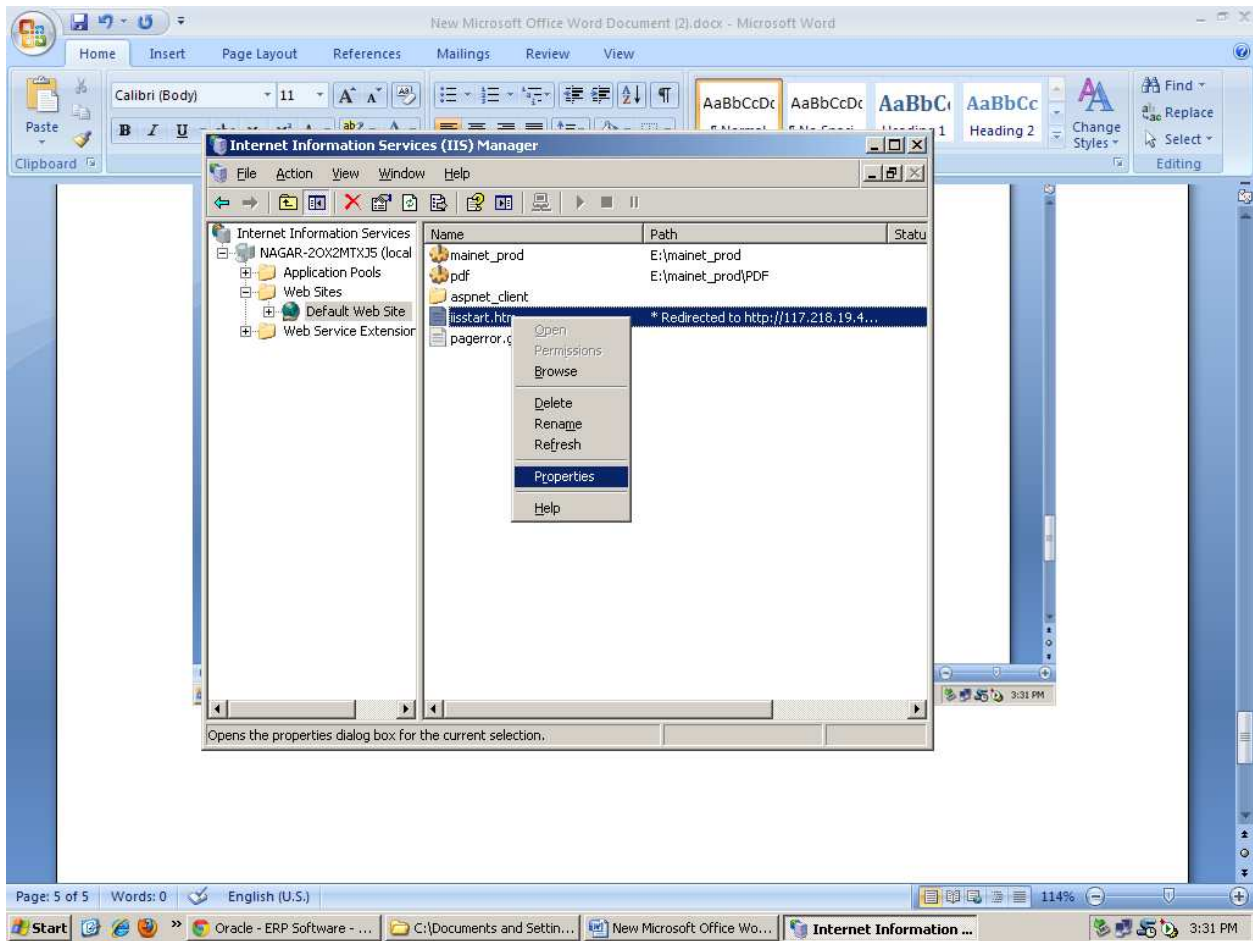 New Microsoft Office Word Document (2).docx - Microsoft Word
Home Insert Page Layout References Mailings Review View
Paste
Clipboard
Calibri (Body) 11
B I U
AaBbCcDc AaBbCcDc AaBbCc AaBbCc
Heading 2
Change Styles
Find
Replace
Select
Editing
Internet Information Services (IIS) Manager
File Action View Window Help
Internet Information Services
NAGAR-2OX2MTXJ5 (local
Application Pools
Web Sites
Default Web Site
Web Service Extension
Name Path Statu
mainet_prod E:\mainet_prod
pdf E:\mainet_prod\PDF
aspnet_client
iisstart.htm * Redirected to http://117.218.19.4...
pagerror.g
Open
Permissions
Browse
Delete
Rename
Refresh
Properties
Help
3:31 PM
Opens the properties dialog box for the current selection.
Page: 5 of 5 Words: 0 English (U.S.) 114%
Start Oracle - ERP Software - ... C:\Documents and Settin... New Microsoft Office Wo... Internet Information ... 3:31 PM